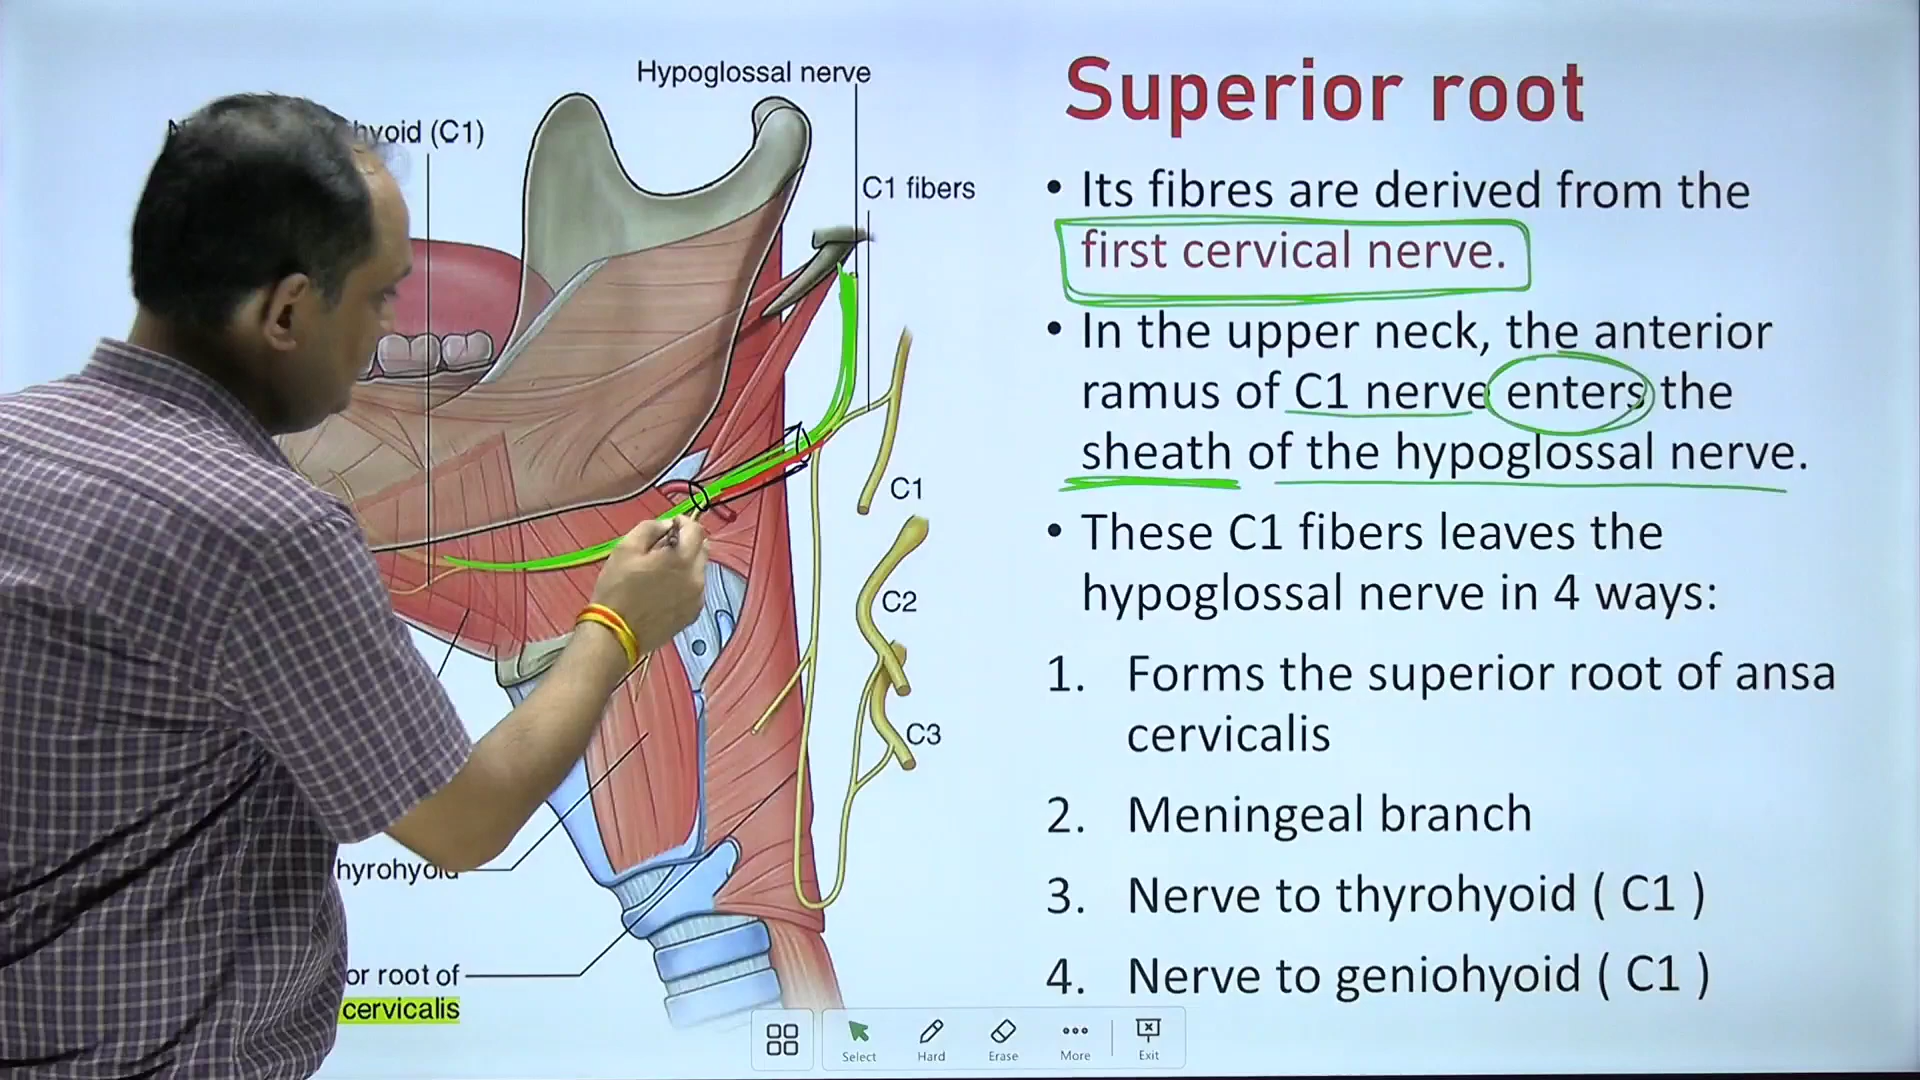 Hypoglossal nerve
hyoid (C1)
C1 fibers
C1
C2
C3
hyrohyoid
or root of
cervicalis
Superior root
• Its fibres are derived from the
first cervical nerve.
• In the upper neck, the anterior
ramus of C1 nerve enters the
sheath of the hypoglossal nerve.
• These C1 fibers leaves the
hypoglossal nerve in 4 ways:
1. Forms the superior root of ansa
cervicalis
2. Meningeal branch
3. Nerve to thyrohyoid ( C1 )
4. Nerve to geniohyoid ( C1 )
Select
Hard
Erase
More
Exit